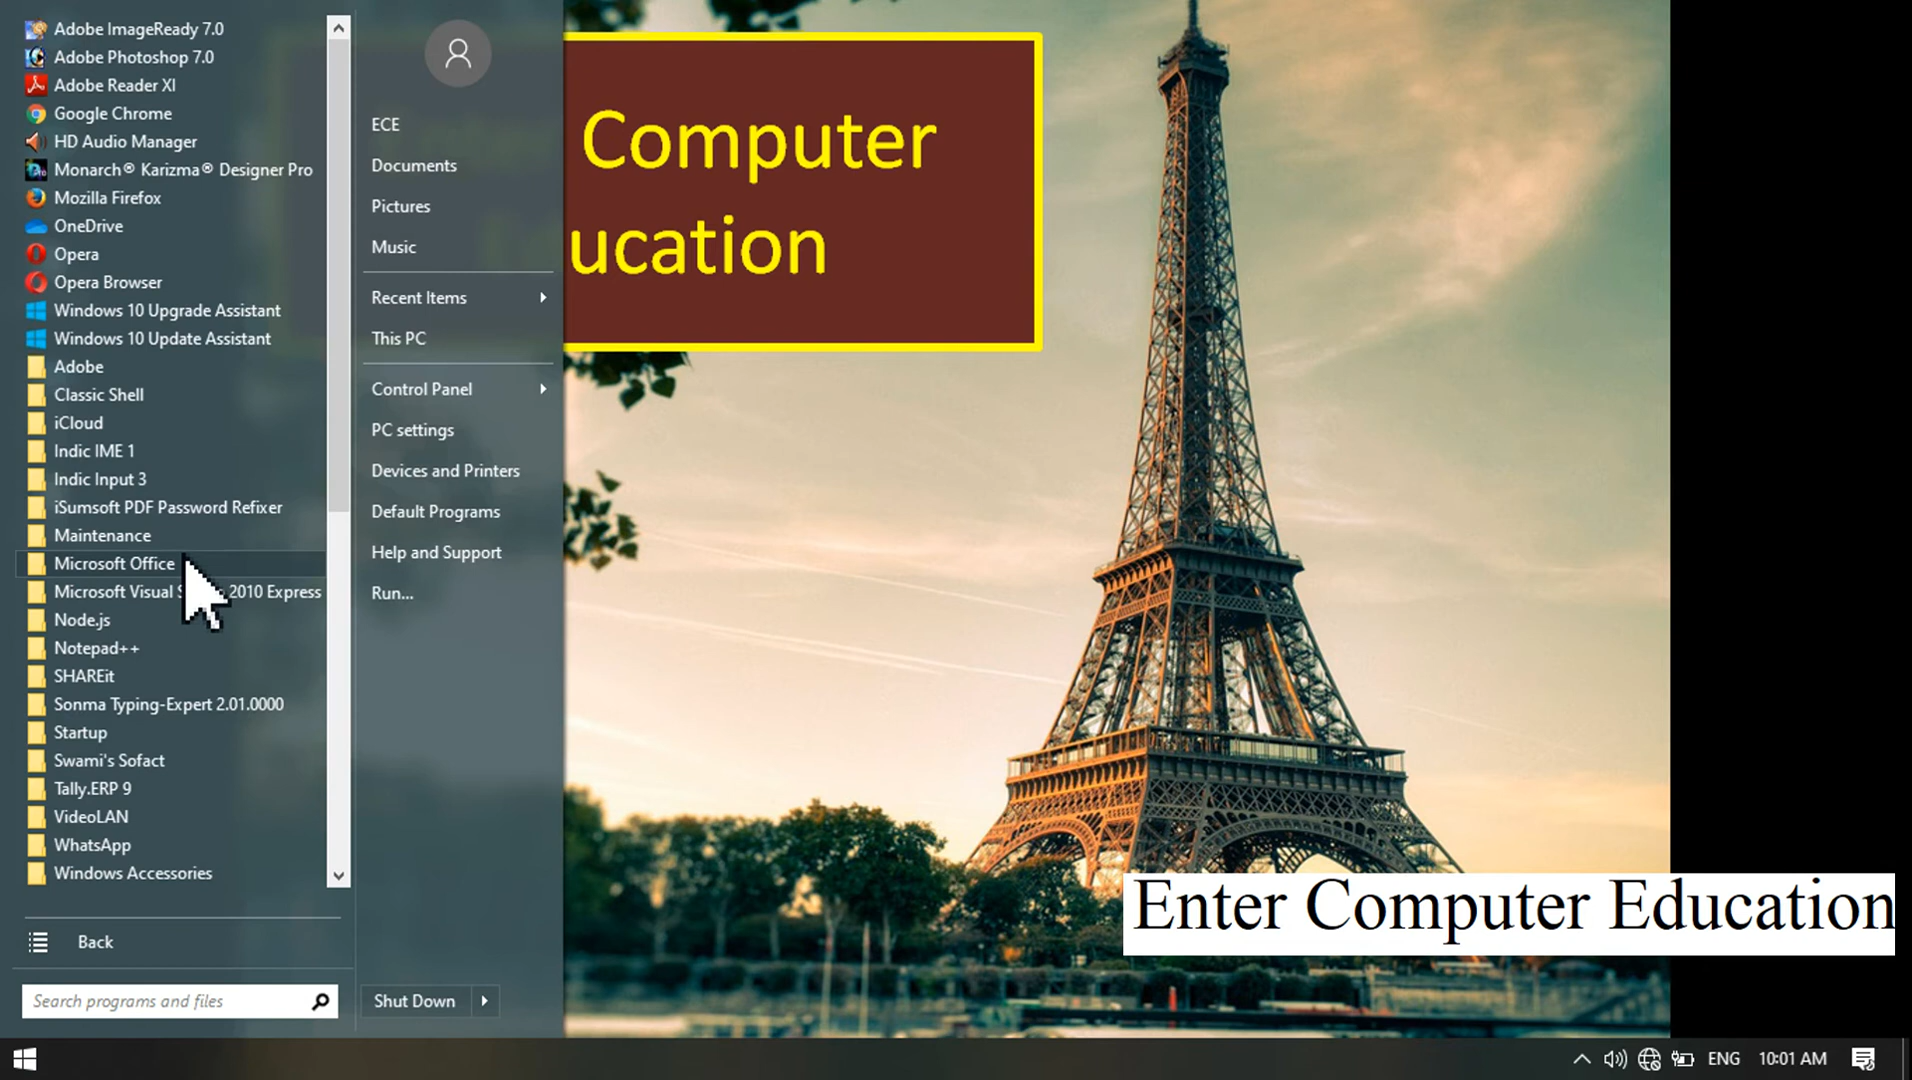 Adobe ImageReady 7.0
Adobe Photoshop 7.0
Adobe Reader XI
Google Chrome
HD Audio Manager
Monarch® Karizma® Designer Pro
Mozilla Firefox
OneDrive
Opera
Opera Browser
Windows 10 Upgrade Assistant
Windows 10 Update Assistant
Adobe
Classic Shell
iCloud
Indic IME 1
Indic Input 3
iSumsoft PDF Password Refixer
Maintenance
Microsoft Office
Microsoft Visual 2010 Express
Node.js
Notepad++
SHAREit
Sonma Typing-Expert 2.01.0000
Startup
Swami's Sofact
Tally.ERP 9
VideoLAN
WhatsApp
Windows Accessories
Back
Search programs and files
ECE
Documents
Pictures
Music
Recent Items
This PC
Control Panel
PC settings
Devices and Printers
Default Programs
Help and Support
Run...
Shut Down
Computer
ucation
Enter Computer Education
ENG 10:01 AM